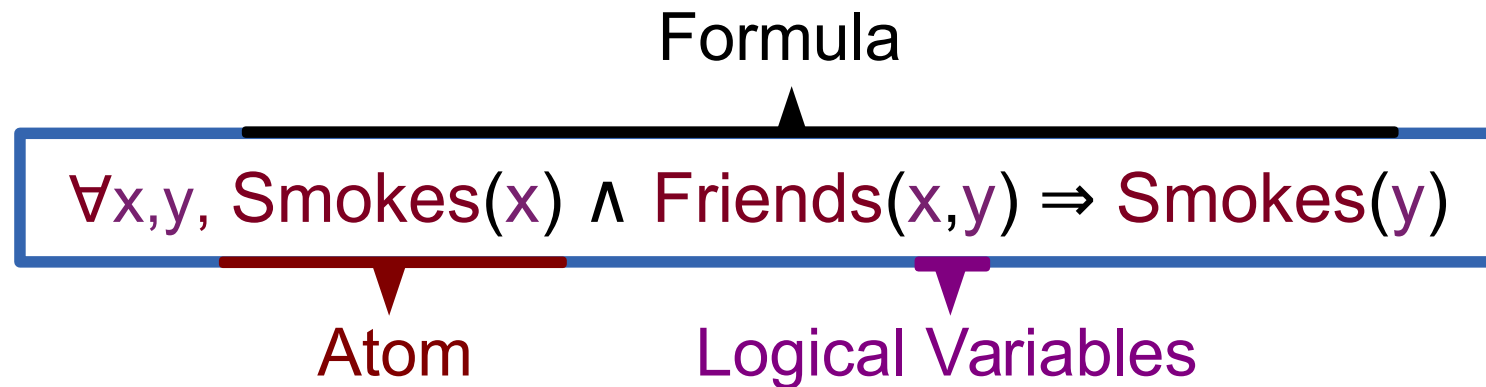 Formula
∀x,y, Smokes(x) ∧ Friends(x,y) ⇒ Smokes(y)
Atom Logical Variables